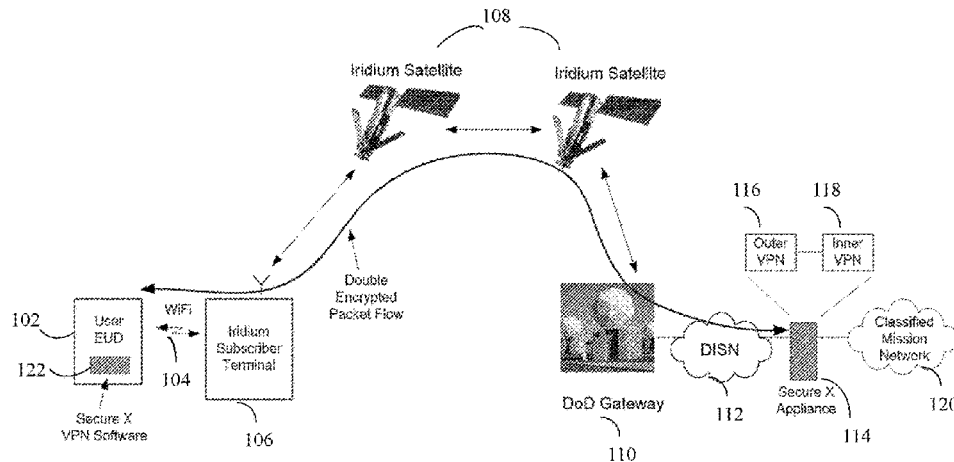 108
Iridium Satellite
Iridium Satellite
116
118
Outer
VPN
Inner
VPN
Double
Encrypted
Packet Flow
102
User
EUD
WiFi
Iridium
Subscriber
Terminal
122
104
Secure X
VPN Software
106
DoD Gateway
110
DISN
112
Secure X
Appliance
114
Classified
Mission
Network
120